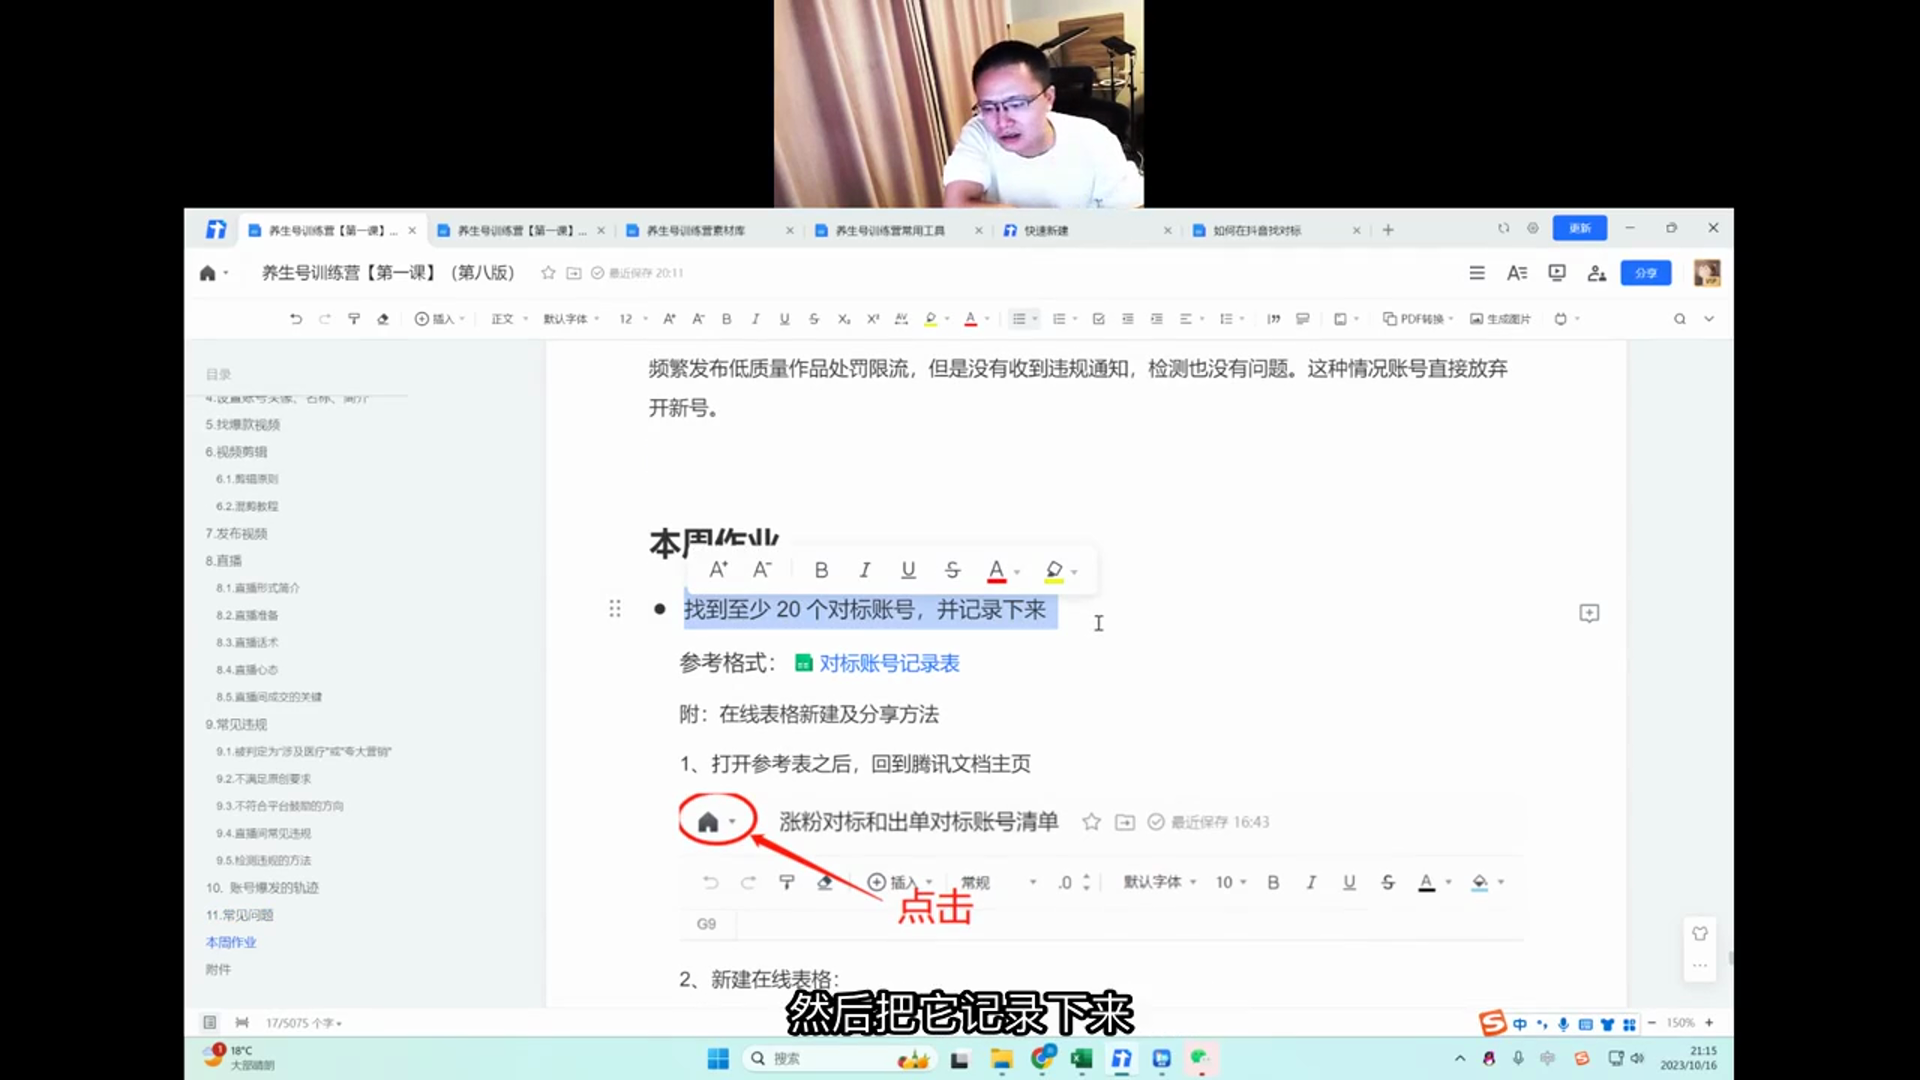 养生号训练营【第一课】...
养生号训练营【第一课】...
养生号训练营素材库
养生号训练营常用工具
快速新建
如何在抖音找对标
更新
养生号训练营【第一课】（第八版）
最近保存 20:11
分享
插入
正文
默认字体
12
PDF转换
生成图片
目录
4.设置账号头像、名称、简介
5.找爆款视频
6.视频剪辑
6.1.剪辑原则
6.2.混剪教程
7.发布视频
8.直播
8.1.直播形式简介
8.2.直播准备
8.3.直播话术
8.4.直播心态
8.5.直播间成交的关键
9.常见违规
9.1.被判定为“涉及医疗”或“夸大营销”
9.2.不满足原创要求
9.3.不符合平台鼓励的方向
9.4.直播间常见违规
9.5.检测违规的方法
10. 账号爆发的轨迹
11.常见问题
本周作业
附件
频繁发布低质量作品处罚限流，但是没有收到违规通知，检测也没有问题。这种情况账号直接放弃
开新号。
本周作业
找到至少 20 个对标账号，并记录下来
参考格式：对标账号记录表
附：在线表格新建及分享方法
1、打开参考表之后，回到腾讯文档主页
涨粉对标和出单对标账号清单
最近保存 16:43
插入
常规
.0
默认字体
10
点击
G9
2、新建在线表格：
然后把它记录下来
17/5075 个字
中
150%
18°C
大部晴朗
搜索
21:15
2023/10/16